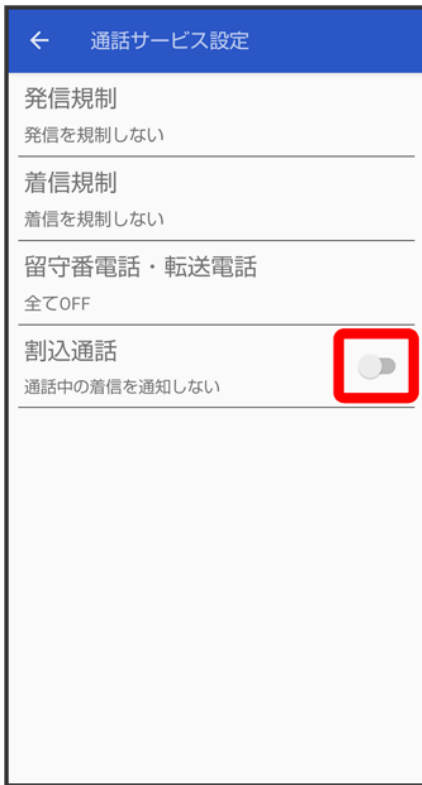 通話サービス設定
発信規制
発信を規制しない
着信規制
着信を規制しない
留守番電話・転送電話
全てOFF
割込通話
通話中の着信を通知しない